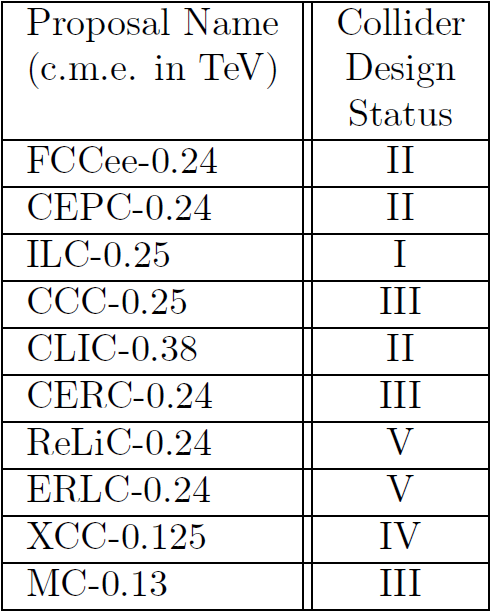 Proposal Name Collider
(c.m.e. in TeV) Design
Status
FCCee-0.24 II
CEPC-0.24 II
ILC-0.25 I
CCC-0.25 III
CLIC-0.38 II
CERC-0.24 III
ReLiC-0.24 V
ERLC-0.24 V
XCC-0.125 IV
MC-0.13 III